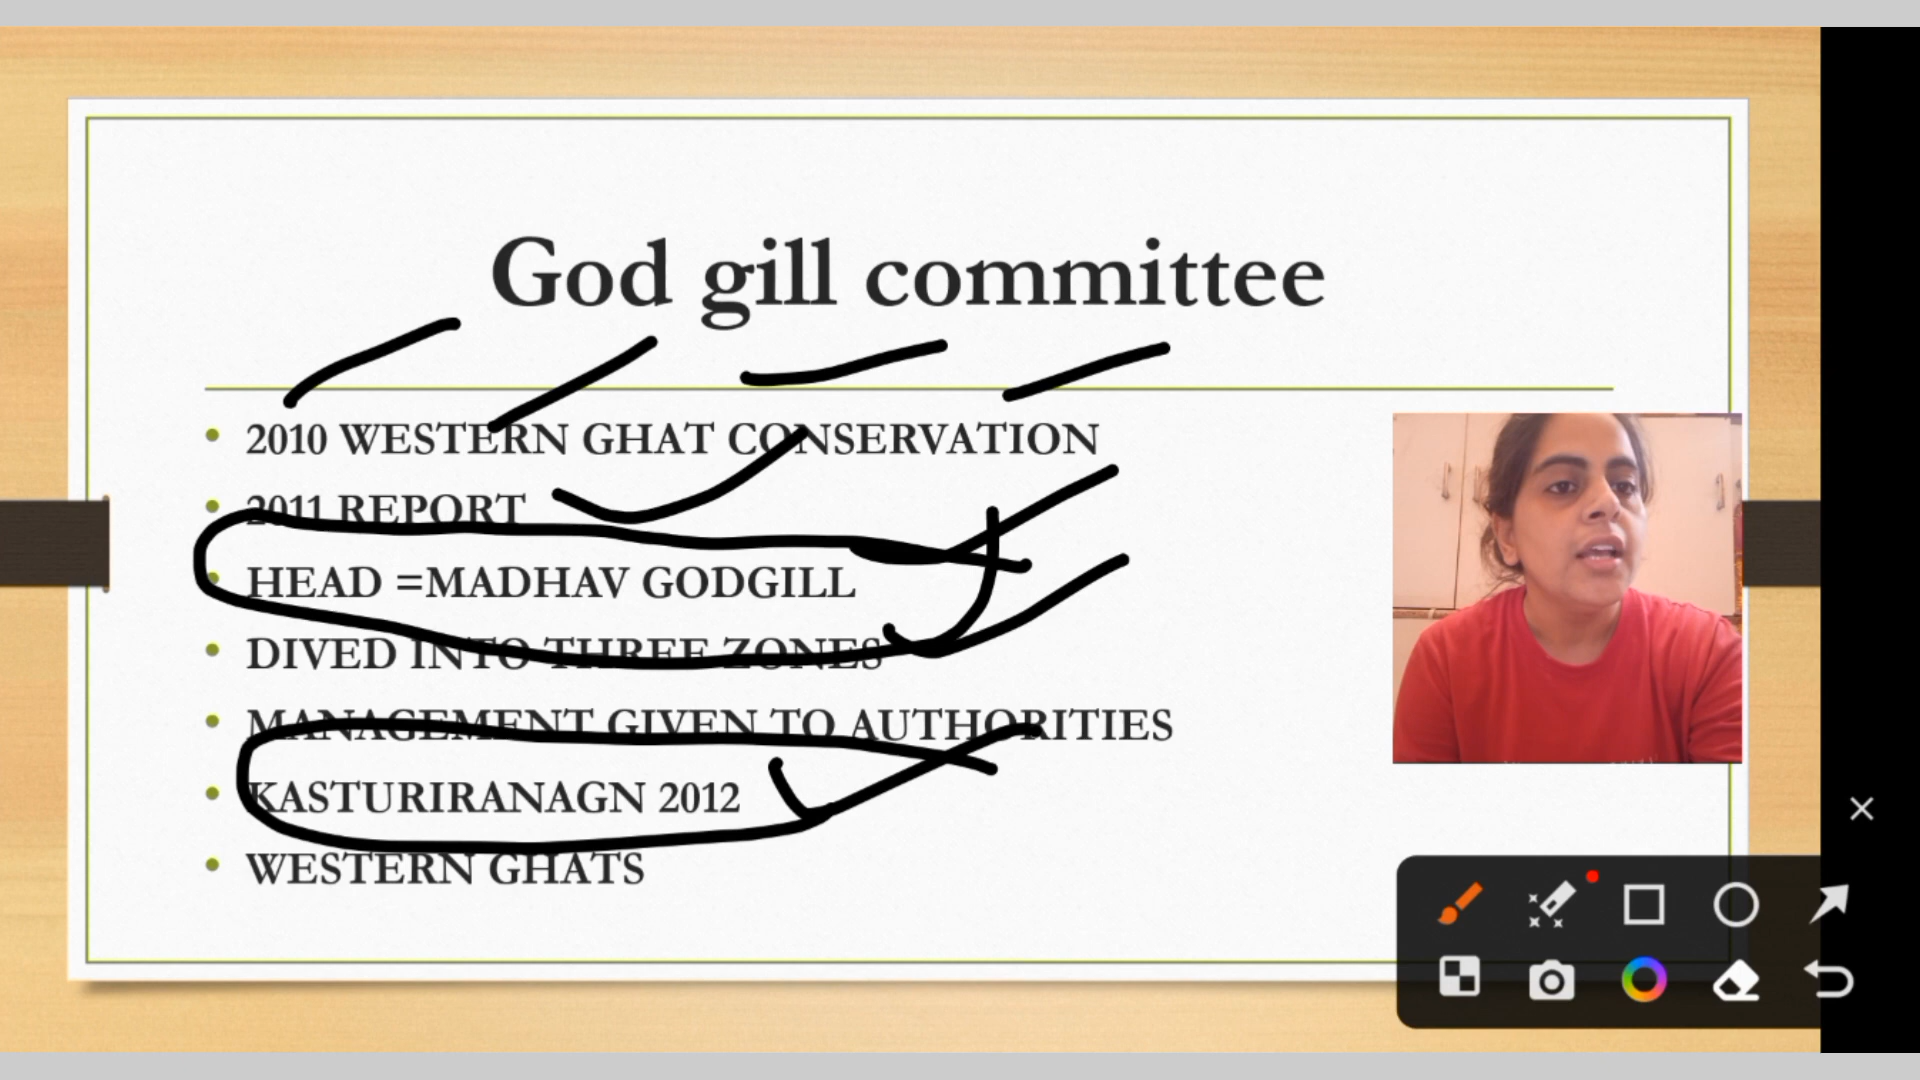 God gill committee
2010 WESTERN GHAT CONSERVATION
2011 REPORT
HEAD =MADHAV GODGILL
DIVED INTO THREE ZONES
MANAGEMENT GIVEN TO AUTHORITIES
KASTURIRANAGN 2012
WESTERN GHATS